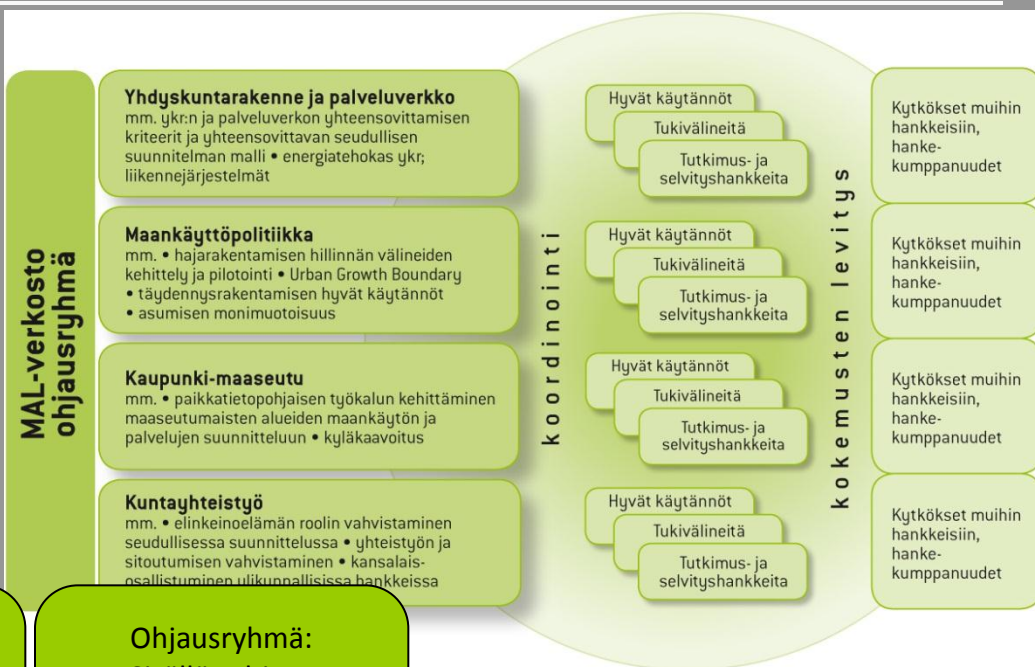 MAL-verkosto
ohjausryhmä
Yhdyskuntarakenne ja palveluverkko
mm. ykr:n ja palveluverkon yhteensovittamisen
kriteerit ja yhteensovittavan seudullisen
suunnitelman malli • energiatehokas ykr;
liikennejärjestelmät
Maankäyttöpolitiikka
mm. • hajarakentamisen hillinnän välineiden
kehittely ja pilotointi • Urban Growth Boundary
• täydennysrakentamisen hyvät käytännöt
• asumisen monimuotoisuus
Kaupunki-maaseutu
mm. • paikkatietopohjaisen työkalun kehittäminen
maaseutumaisten alueiden maankäytön ja
palvelujen suunnitteluun • kyläkaavoitus
Kuntayhteistyö
mm. • elinkeinoelämän roolin vahvistaminen
seudullisessa suunnittelussa • yhteistyön ja
sitoutumisen vahvistaminen • kansalais-
osallistuminen ylikunnallisissa hankkeissa
koordinointi
Hyvät käytännöt
Tukivälineitä
Tutkimus- ja
selvityshankkeita
Hyvät käytännöt
Tukivälineitä
Tutkimus- ja
selvityshankkeita
Hyvät käytännöt
Tukivälineitä
Tutkimus- ja
selvityshankkeita
Hyvät käytännöt
Tukivälineitä
Tutkimus- ja
selvityshankkeita
kokemusten levitys
Kytkökset muihin
hankkeisiin,
hanke-
kumppanuudet
Kytkökset muihin
hankkeisiin,
hanke-
kumppanuudet
Kytkökset muihin
hankkeisiin,
hanke-
kumppanuudet
Kytkökset muihin
hankkeisiin,
hanke-
kumppanuudet
Ohjausryhmä: